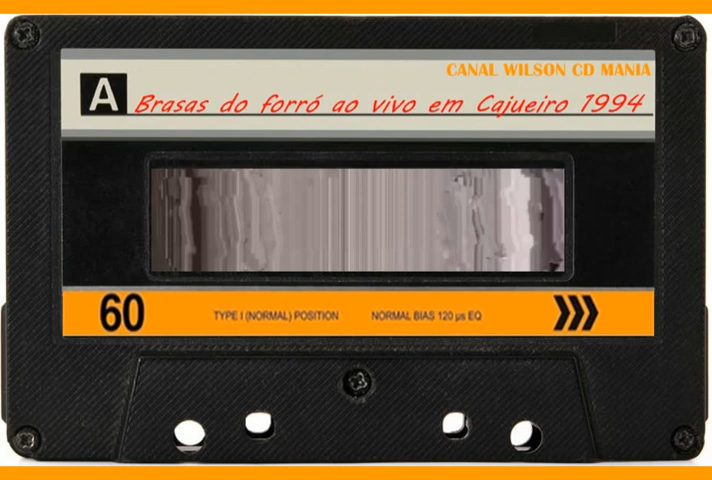 CANAL WILSON CD MANIA
A Brasas do forró ao vivo em Cajueiro 1994
60 TYPE I (NORMAL) POSITION NORMAL BIAS 120 µs EQ